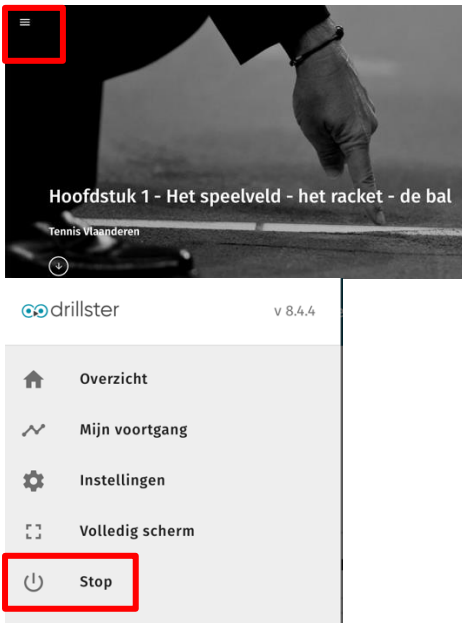 Hoofdstuk 1 - Het speelveld - het racket - de bal
Tennis Vlaanderen
drillster
v 8.4.4
Overzicht
Mijn voortgang
Instellingen
Volledig scherm
Stop